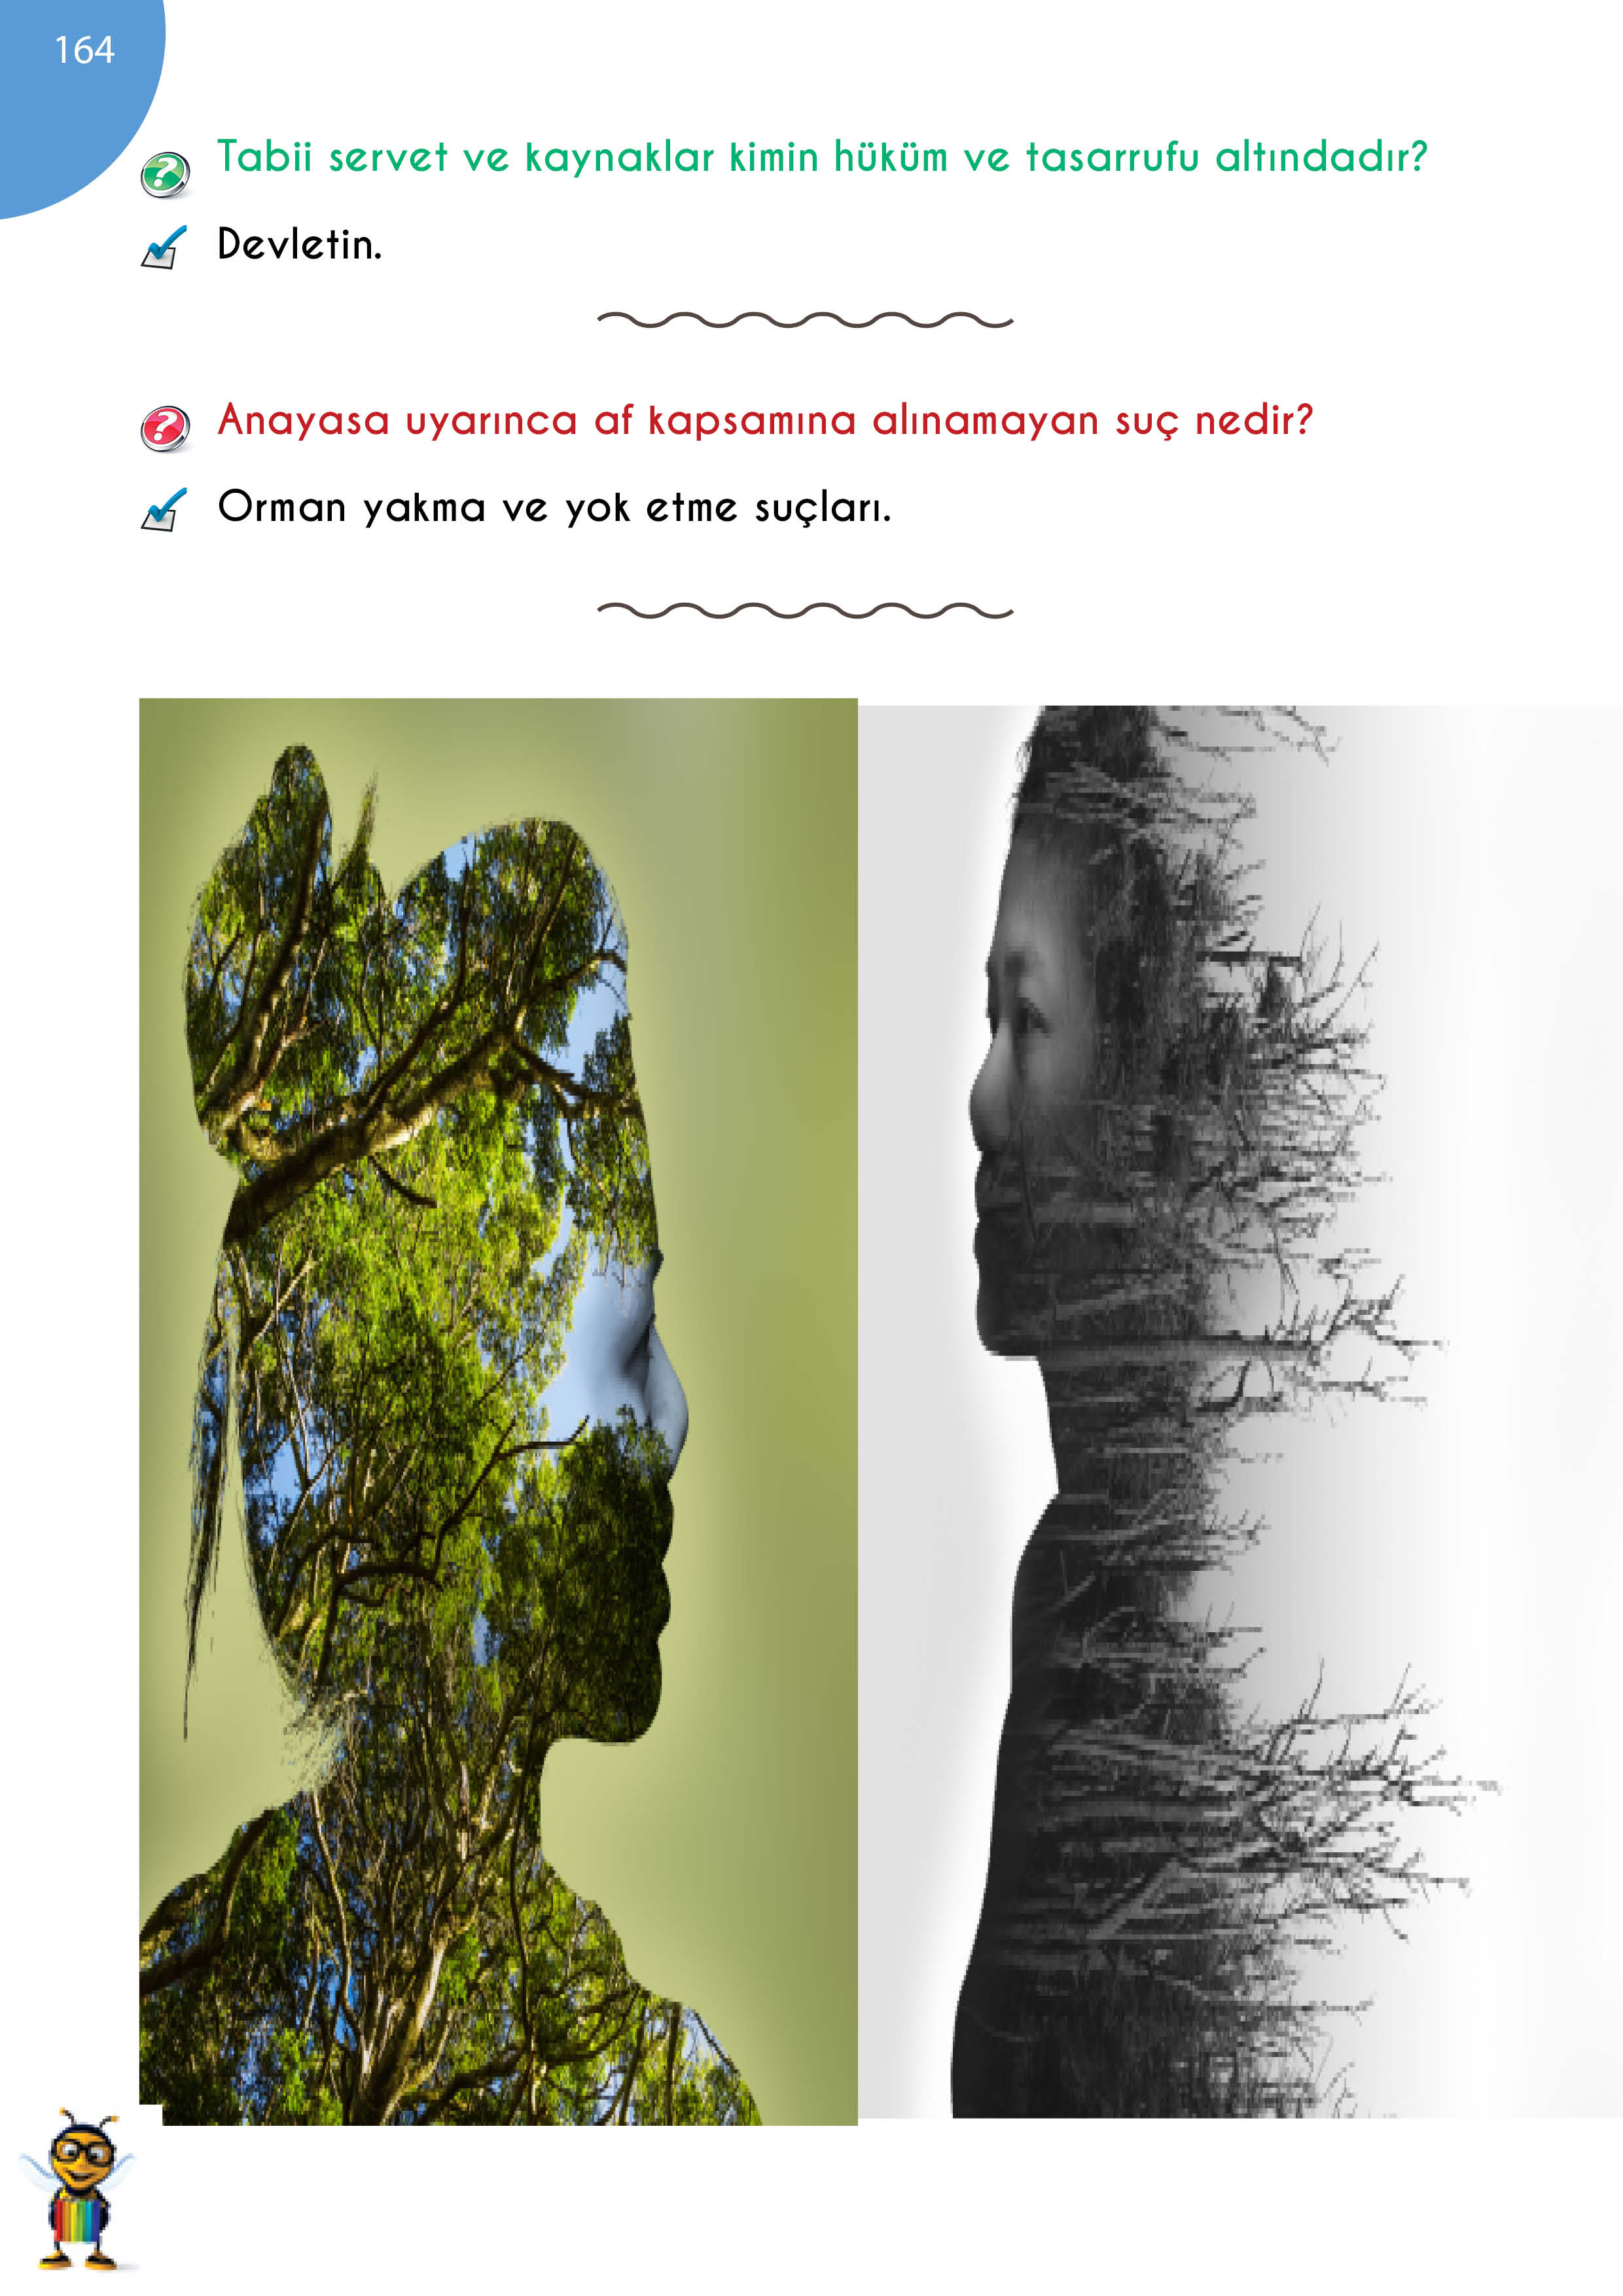 164
Tabii servet ve kaynaklar kimin hüküm ve tasarrufu altındadır?
Devletin.
Anayasa uyarınca af kapsamına alınamayan suç nedir?
Orman yakma ve yok etme suçları.